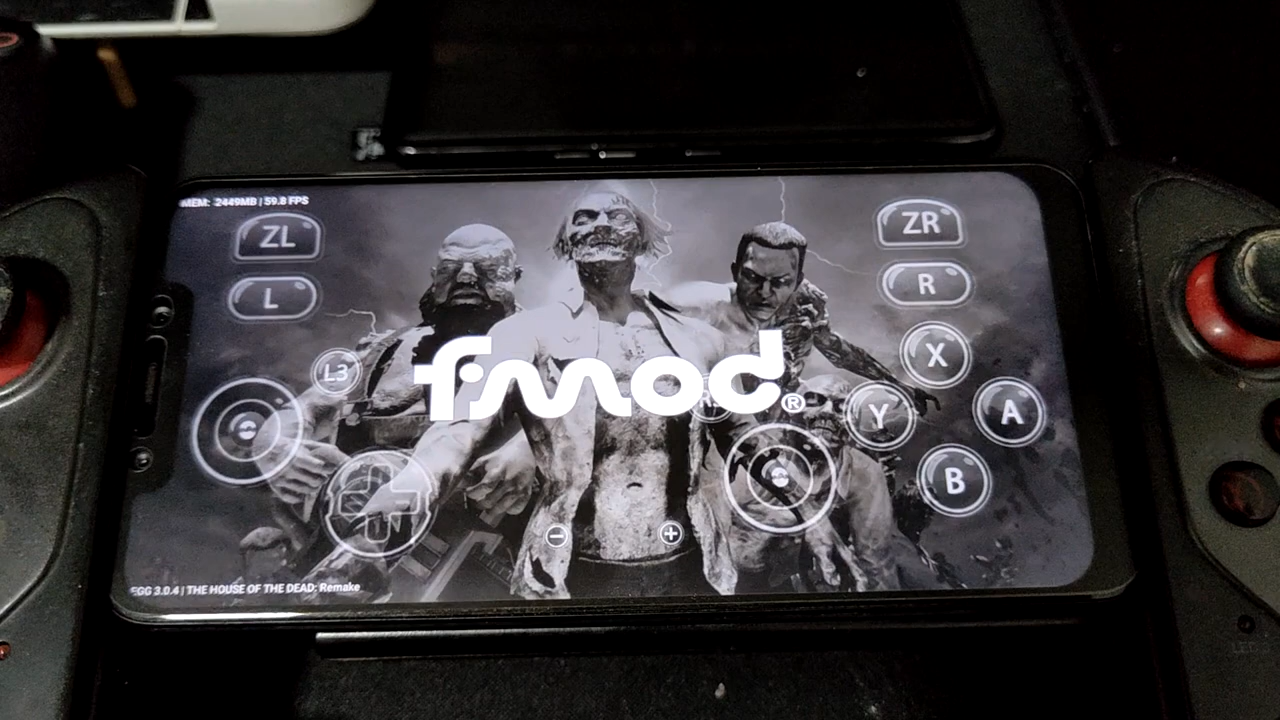 MEM: 2449MB | 59.8 FPS
ZL
ZR
L
R
L3
X
fmod®
Y
A
B
EGG 3.0.4 | THE HOUSE OF THE DEAD: Remake